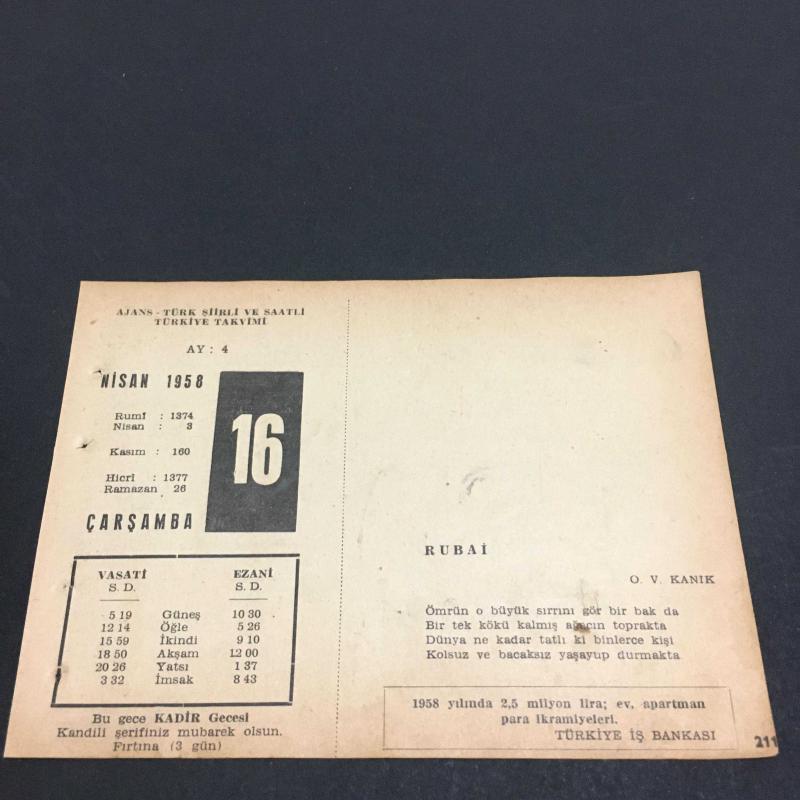 AJANS - TÜRK ŞİİRLİ VE SAATLİ
TÜRKİYE TAKVİMİ
AY : 4
NİSAN 1958
Rumî : 1374
Nisan : 3
Kasım : 160
Hicrî : 1377
Ramazan 26
16
ÇARŞAMBA
VASATİ EZANİ
S. D. S. D.
5 19 Güneş 10 30
12 14 Öğle 5 26
15 59 İkindi 9 10
18 50 Akşam 12 00
20 26 Yatsı 1 37
3 32 İmsak 8 43
Bu gece KADİR Gecesi
Kandili şerifiniz mubarek olsun.
Fırtına (3 gün)
RUBAİ
O. V. KANIK
Ömrün o büyük sırrını gör bir bak da
Bir tek kökü kalmış ağacın toprakta
Dünya ne kadar tatlı ki binlerce kişi
Kolsuz ve bacaksız yaşayup durmakta
1958 yılında 2,5 milyon lira; ev, apartman
para ikramiyeleri.
TÜRKİYE İŞ BANKASI
211